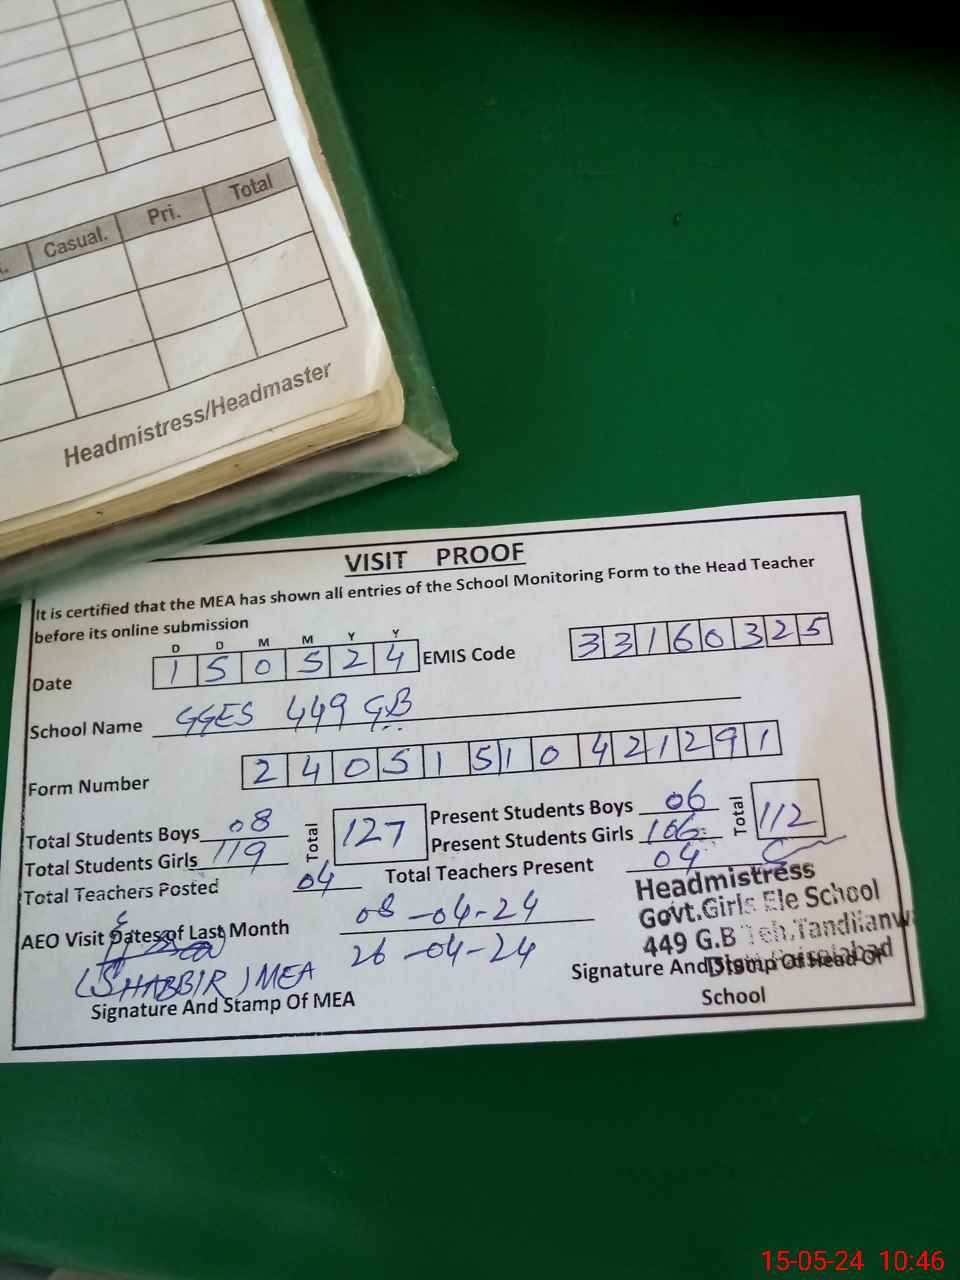 Casual. Pri. Total
Headmistress/Headmaster
VISIT PROOF
It is certified that the MEA has shown all entries of the School Monitoring Form to the Head Teacher
before its online submission
D D M M Y Y
Date 1 5 0 5 2 4 EMIS Code 3 3 1 6 0 3 2 5
School Name GGES 449 GB
Form Number 2 4 0 5 1 5 1 0 4 2 1 2 9 1
Total Students Boys 08 Total 127 Present Students Boys 06 Total 112
Total Students Girls 119 Present Students Girls 106
Total Teachers Posted 04 Total Teachers Present 04
AEO Visit Dates of Last Month 08-04-24
26-04-24
(SHABBIR) MEA
Signature And Stamp Of MEA
Headmistress
Govt.Girls Ele School
449 G.B Teh.Tandlianwala
Distt. Faisalabad
Signature And Stamp Of Head Of
School
15-05-24 10:46